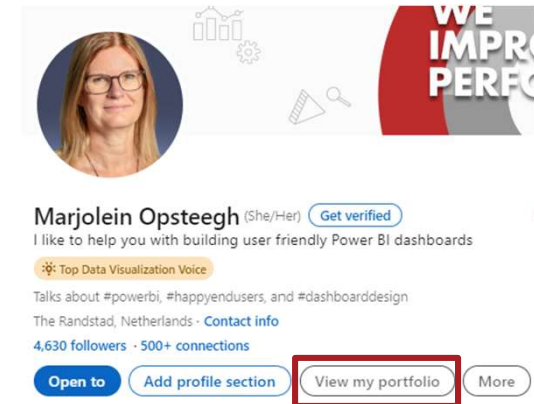 WE
IMPRO
PERFO
Marjolein Opsteegh (She/Her) Get verified
I like to help you with building user friendly Power BI dashboards
Top Data Visualization Voice
Talks about #powerbi, #happyendusers, and #dashboarddesign
The Randstad, Netherlands · Contact info
4,630 followers · 500+ connections
Open to Add profile section View my portfolio More